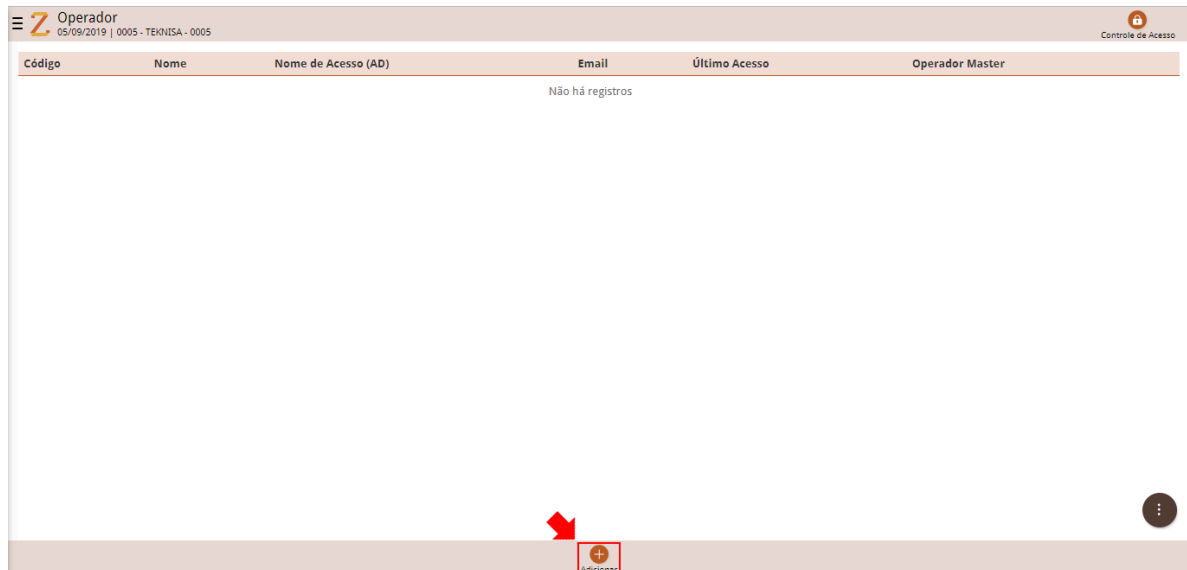 Operador
05/09/2019 | 0005 - TEKNISA - 0005
Controle de Acesso
Código Nome Nome de Acesso (AD) Email Último Acesso Operador Master
Não há registros
Adicionar